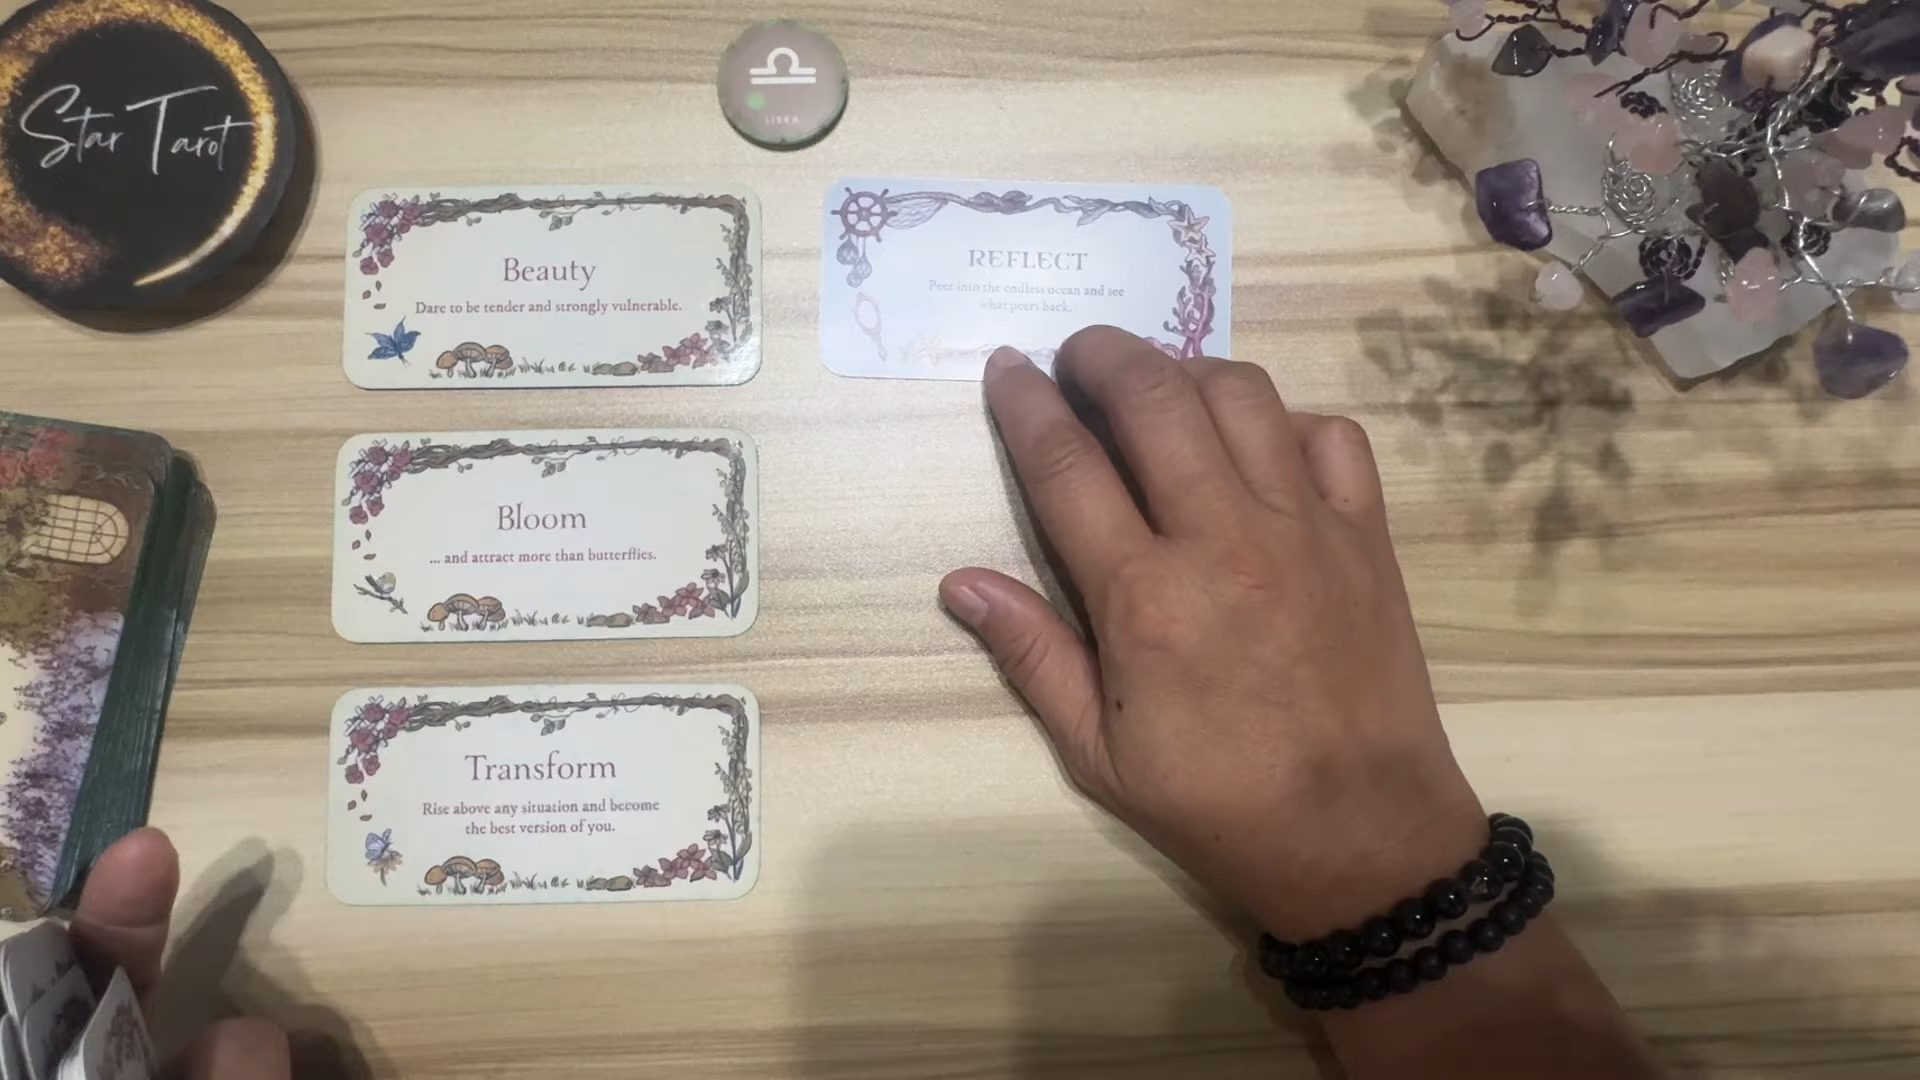 Star Tarot
LIBRA
Beauty
Dare to be tender and strongly vulnerable.
REFLECT
Peer into the endless ocean and see
what peers back.
Bloom
... and attract more than butterflies.
Transform
Rise above any situation and become
the best version of you.